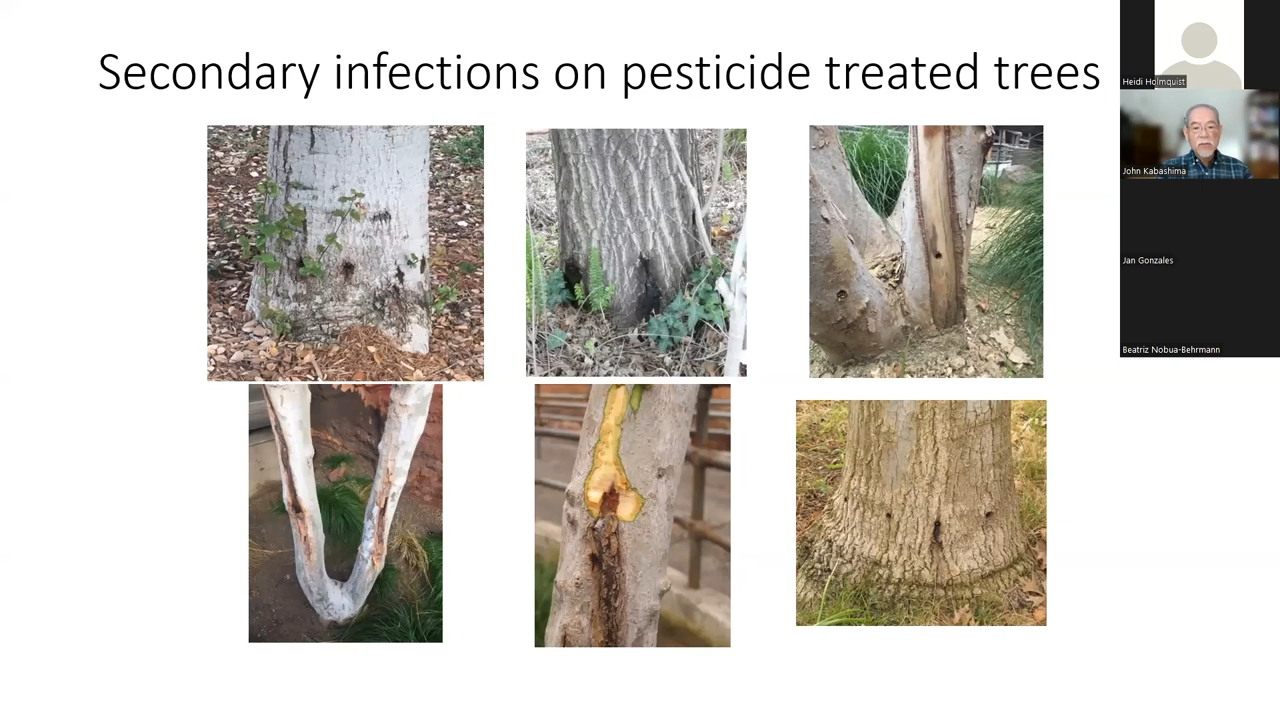 Secondary infections on pesticide treated trees
Heidi Holmquist
John Kabashima
Jan Gonzales
Beatriz Nobua-Behrmann